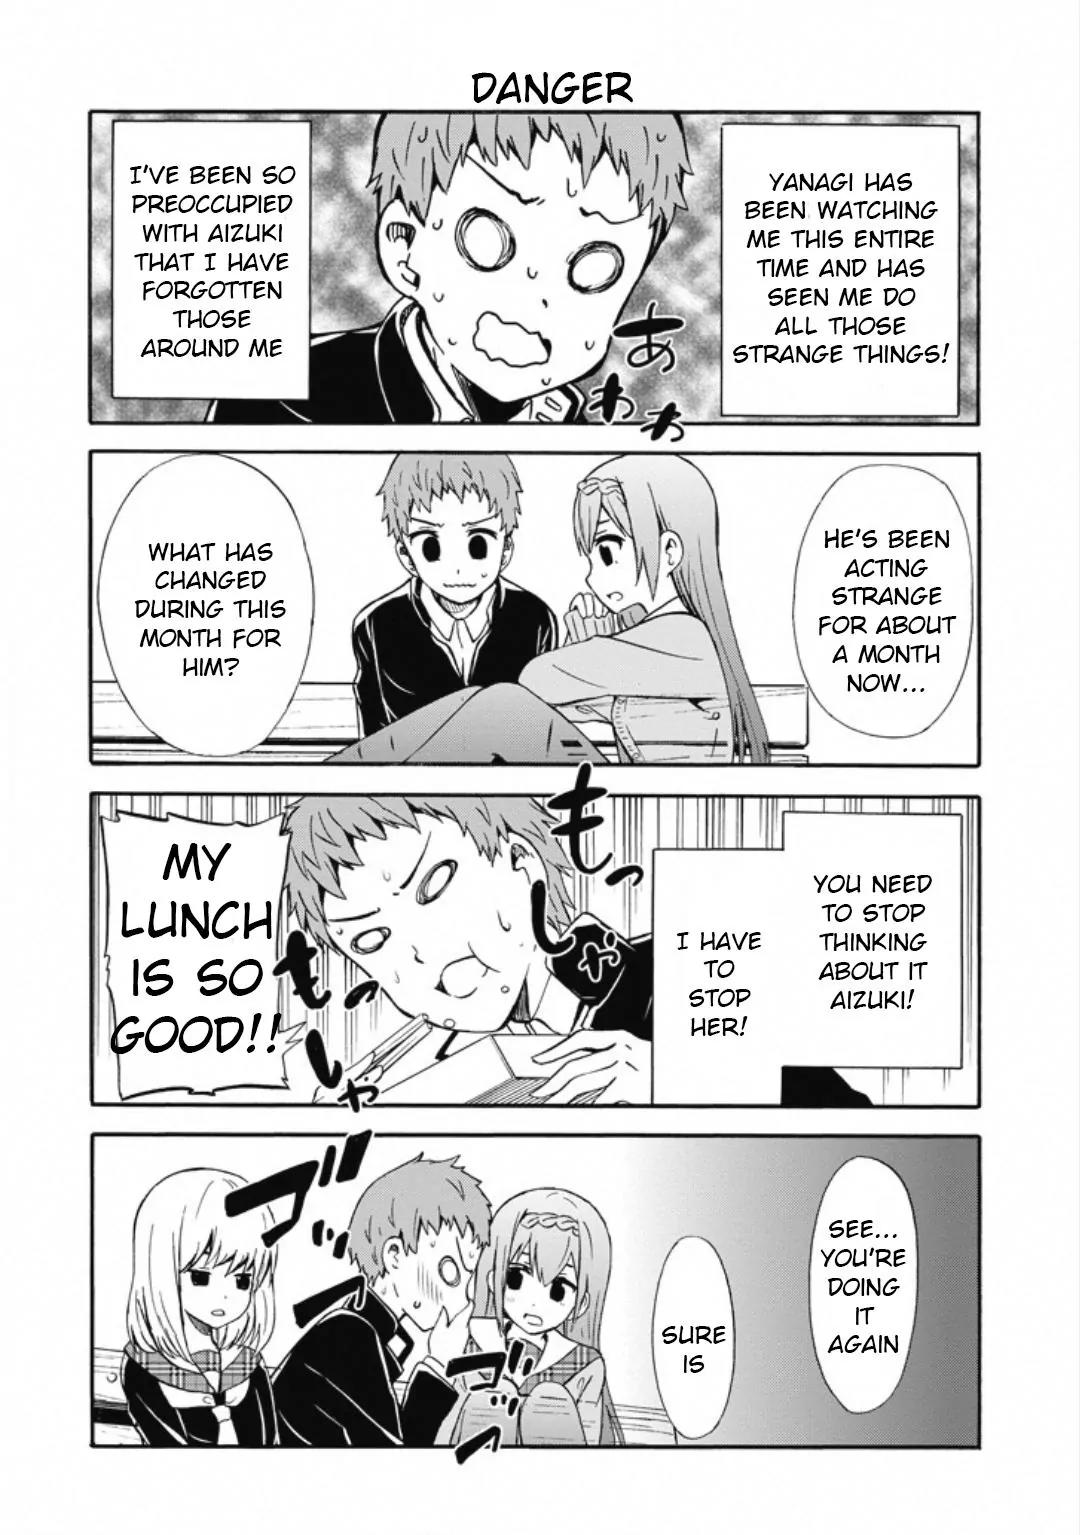 DANGER
YANAGI HAS
BEEN WATCHING
ME THIS ENTIRE
TIME AND HAS
SEEN ME DO
ALL THOSE
STRANGE THINGS!
I'VE BEEN SO
PREOCCUPIED
WITH AIZUKI
THAT I HAVE
FORGOTTEN
THOSE
AROUND ME
あ
わ
わ
HE'S BEEN
ACTING
STRANGE
FOR ABOUT
A MONTH
NOW...
WHAT HAS
CHANGED
DURING THIS
MONTH FOR
HIM?
YOU NEED
TO STOP
THINKING
ABOUT IT
AIZUKI!
I HAVE
TO
STOP
HER!
もっ
しゃ
もっ
しゃ
MY
LUNCH
IS SO
GOOD!!
SEE...
YOU'RE
DOING
IT
AGAIN
SURE
IS
ブツ
ブツ